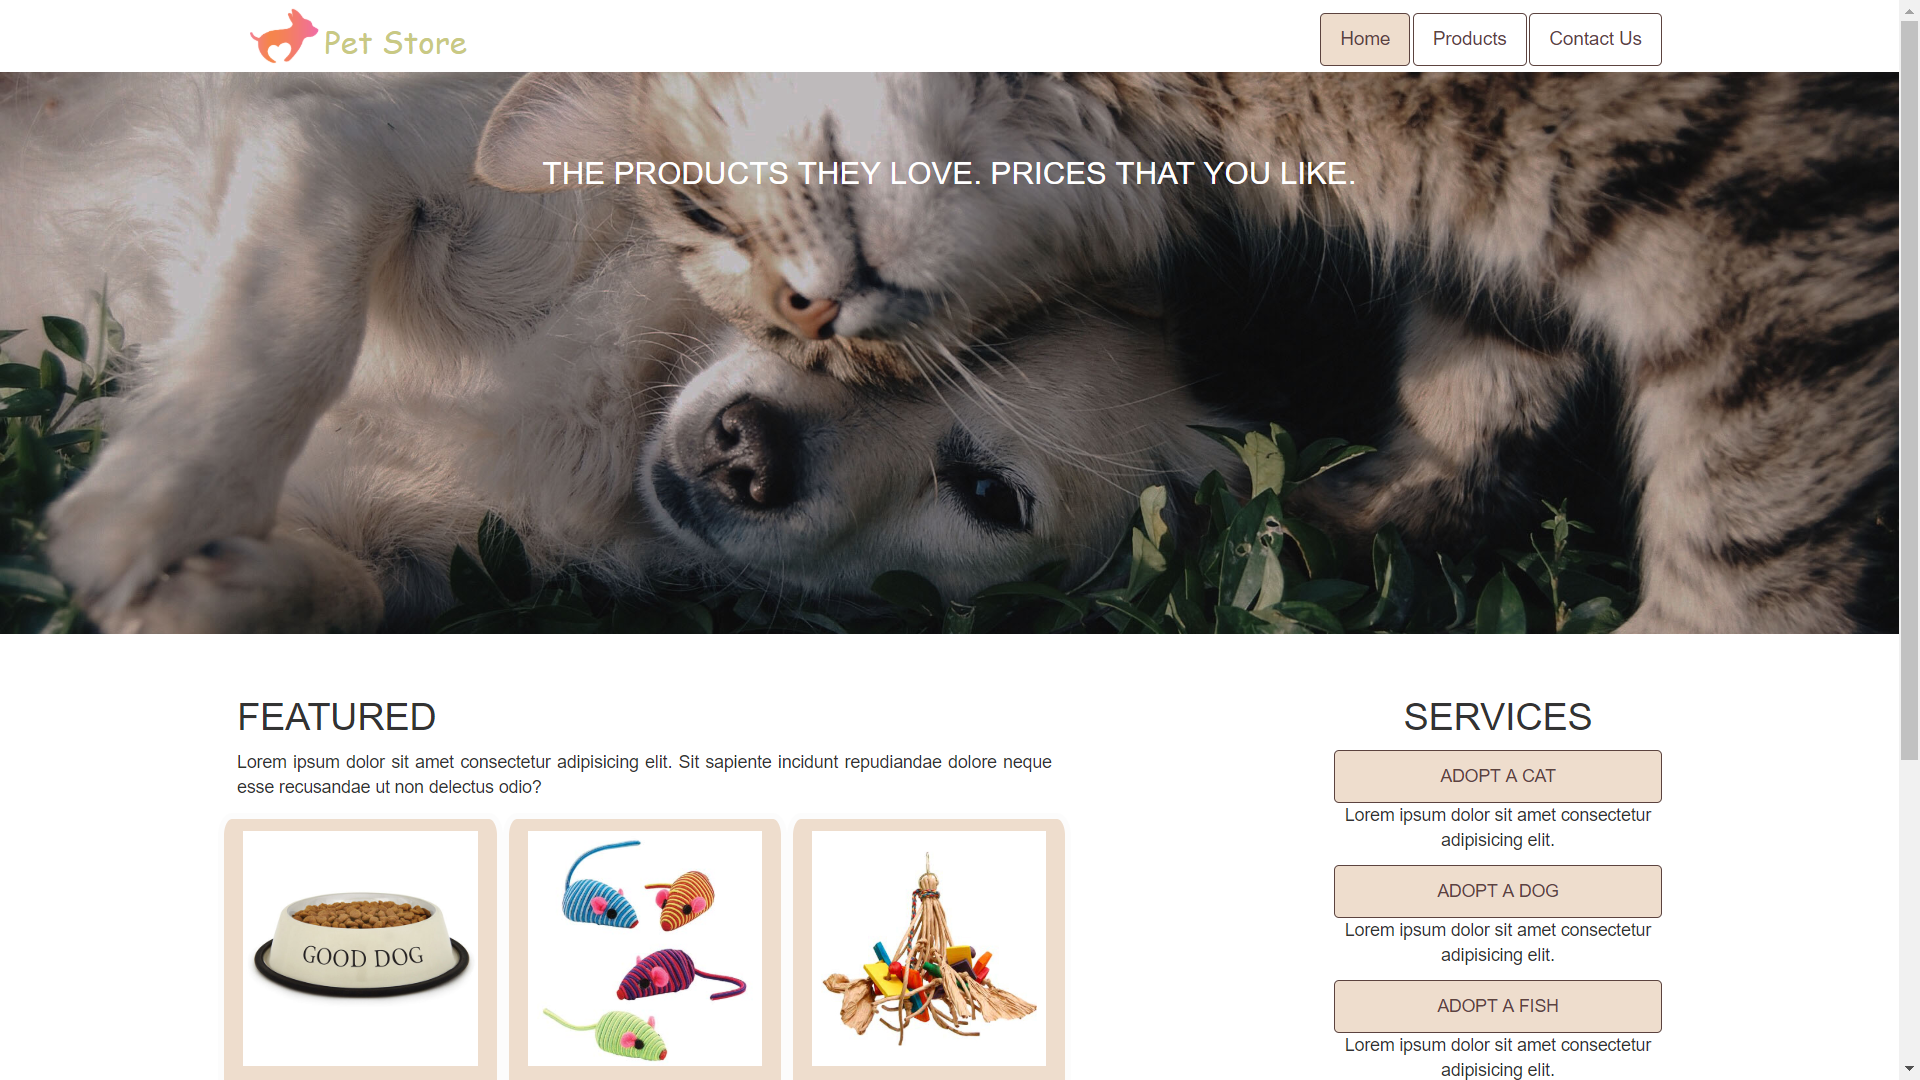 Pet Store
Home
Products
Contact Us
THE PRODUCTS THEY LOVE. PRICES THAT YOU LIKE.
FEATURED
Lorem ipsum dolor sit amet consectetur adipisicing elit. Sit sapiente incidunt repudiandae dolore neque
esse recusandae ut non delectus odio?
GOOD DOG
SERVICES
ADOPT A CAT
Lorem ipsum dolor sit amet consectetur
adipisicing elit.
ADOPT A DOG
Lorem ipsum dolor sit amet consectetur
adipisicing elit.
ADOPT A FISH
Lorem ipsum dolor sit amet consectetur
adipisicing elit.